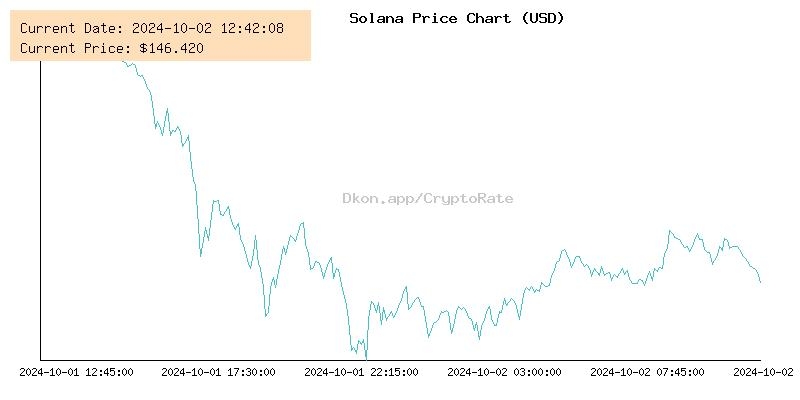 Solana Price Chart (USD)
Current Date: 2024-10-02 12:42:08
Current Price: $146.420
Dkon.app/CryptoRate
2024-10-01 12:45:00 2024-10-01 17:30:00 2024-10-01 22:15:00 2024-10-02 03:00:00 2024-10-02 07:45:00 2024-10-02